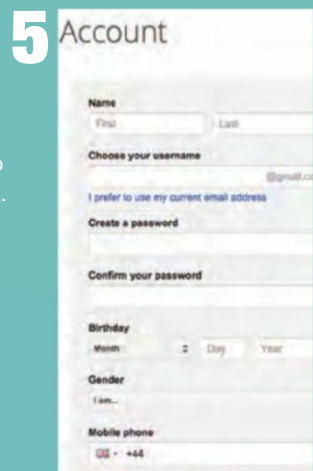 5
Account
Name
First Last
Choose your username
@gmail.co
I prefer to use my current email address
Create a password
Confirm your password
Birthday
Month Day Year
Gender
I am...
Mobile phone
+44